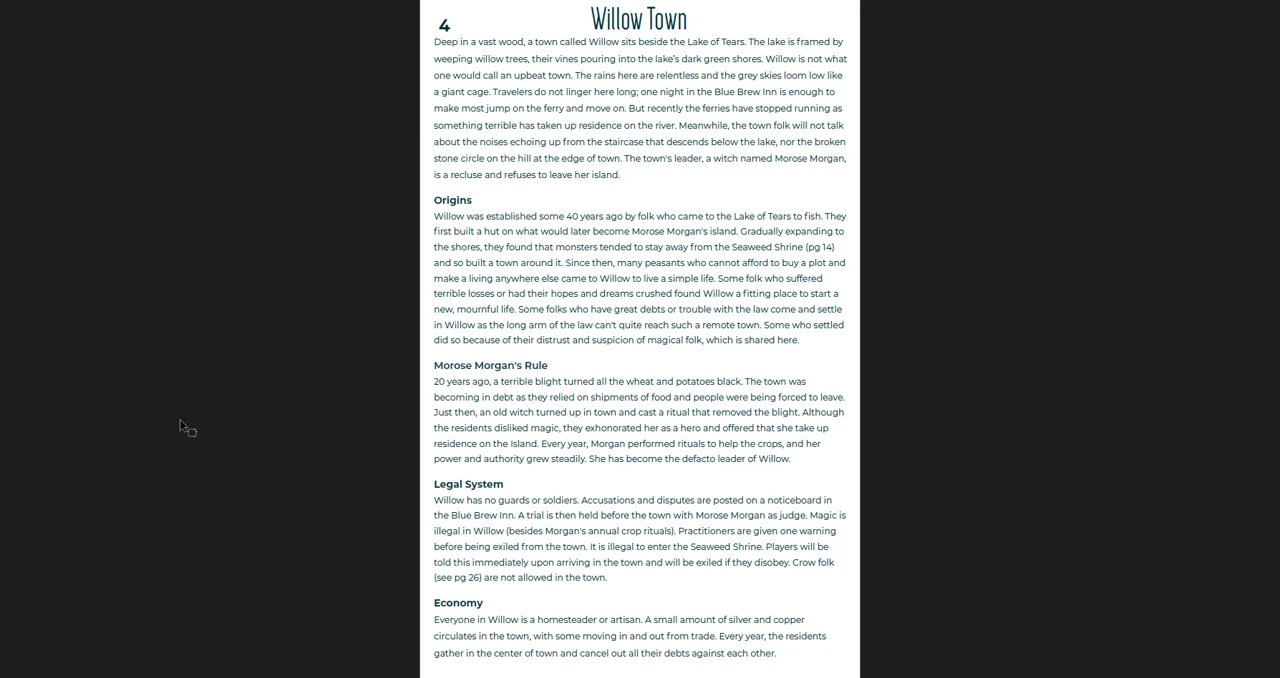 4
Willow Town
Deep in a vast wood, a town called Willow sits beside the Lake of Tears. The lake is framed by
weeping willow trees, their vines pouring into the lake's dark green shores. Willow is not what
one would call an upbeat town. The rains here are relentless and the grey skies loom low like
a giant cage. Travelers do not linger here long; one night in the Blue Brew Inn is enough to
make most jump on the ferry and move on. But recently the ferries have stopped running as
something terrible has taken up residence on the river. Meanwhile, the town folk will not talk
about the noises echoing up from the staircase that descends below the lake, nor the broken
stone circle on the hill at the edge of town. The town's leader, a witch named Morose Morgan,
is a recluse and refuses to leave her island.
Origins
Willow was established some 40 years ago by folk who came to the Lake of Tears to fish. They
first built a hut on what would later become Morose Morgan's island. Gradually expanding to
the shores, they found that monsters tended to stay away from the Seaweed Shrine (pg 14)
and so built a town around it. Since then, many peasants who cannot afford to buy a plot and
make a living anywhere else came to Willow to live a simple life. Some folk who suffered
terrible losses or had their hopes and dreams crushed found Willow a fitting place to start a
new, mournful life. Some folks who have great debts or trouble with the law come and settle
in Willow as the long arm of the law can't quite reach such a remote town. Some who settled
did so because of their distrust and suspicion of magical folk, which is shared here.
Morose Morgan's Rule
20 years ago, a terrible blight turned all the wheat and potatoes black. The town was
becoming in debt as they relied on shipments of food and people were being forced to leave.
Just then, an old witch turned up in town and cast a ritual that removed the blight. Although
the residents disliked magic, they exhonorated her as a hero and offered that she take up
residence on the Island. Every year, Morgan performed rituals to help the crops, and her
power and authority grew steadily. She has become the defacto leader of Willow.
Legal System
Willow has no guards or soldiers. Accusations and disputes are posted on a noticeboard in
the Blue Brew Inn. A trial is then held before the town with Morose Morgan as judge. Magic is
illegal in Willow (besides Morgan's annual crop rituals). Practitioners are given one warning
before being exiled from the town. It is illegal to enter the Seaweed Shrine. Players will be
told this immediately upon arriving in the town and will be exiled if they disobey. Crow folk
(see pg 26) are not allowed in the town.
Economy
Everyone in Willow is a homesteader or artisan. A small amount of silver and copper
circulates in the town, with some moving in and out from trade. Every year, the residents
gather in the center of town and cancel out all their debts against each other.